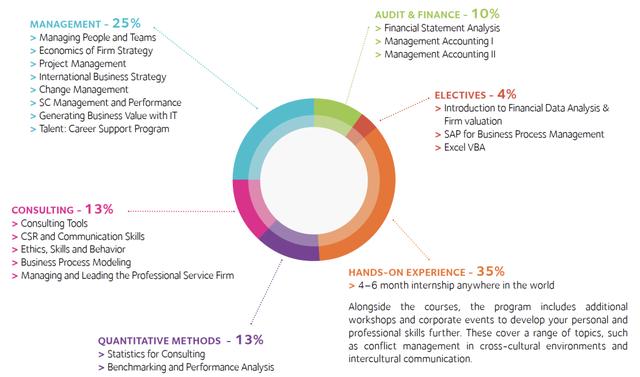 MANAGEMENT - 25%
> Managing People and Teams
> Economics of Firm Strategy
> Project Management
> International Business Strategy
> Change Management
> SC Management and Performance
> Generating Business Value with IT
> Talent: Career Support Program
AUDIT & FINANCE - 10%
> Financial Statement Analysis
> Management Accounting I
> Management Accounting II
ELECTIVES - 4%
> Introduction to Financial Data Analysis &
Firm valuation
> SAP for Business Process Management
> Excel VBA
CONSULTING - 13%
> Consulting Tools
> CSR and Communication Skills
> Ethics, Skills and Behavior
> Business Process Modeling
> Managing and Leading the Professional Service Firm
HANDS-ON EXPERIENCE - 35%
> 4–6 month internship anywhere in the world
Alongside the courses, the program includes additional
workshops and corporate events to develop your personal and
professional skills further. These cover a range of topics, such
as conflict management in cross-cultural environments and
intercultural communication.
QUANTITATIVE METHODS - 13%
> Statistics for Consulting
> Benchmarking and Performance Analysis